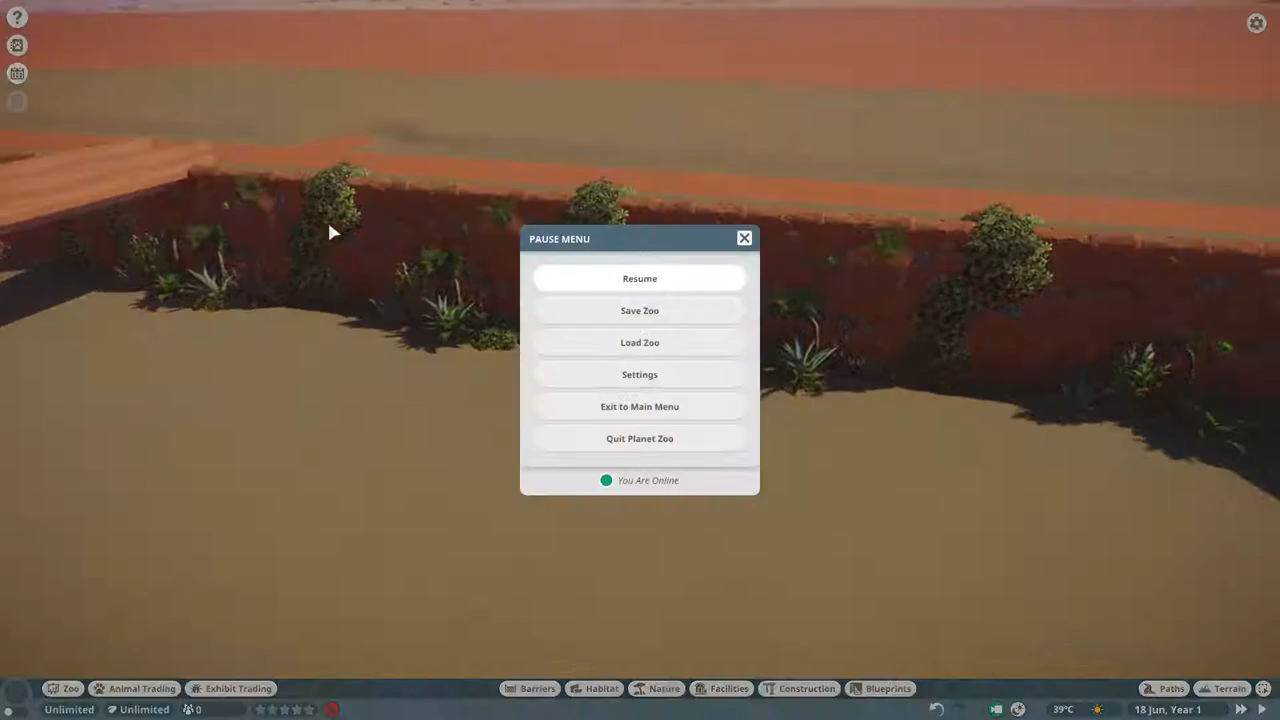 ?
PAUSE MENU
Resume
Save Zoo
Load Zoo
Settings
Exit to Main Menu
Quit Planet Zoo
You Are Online
Zoo Animal Trading Exhibit Trading Barriers Habitat Nature Facilities Construction Blueprints Paths Terrain
Unlimited Unlimited 0 39°C 18 Jun, Year 1